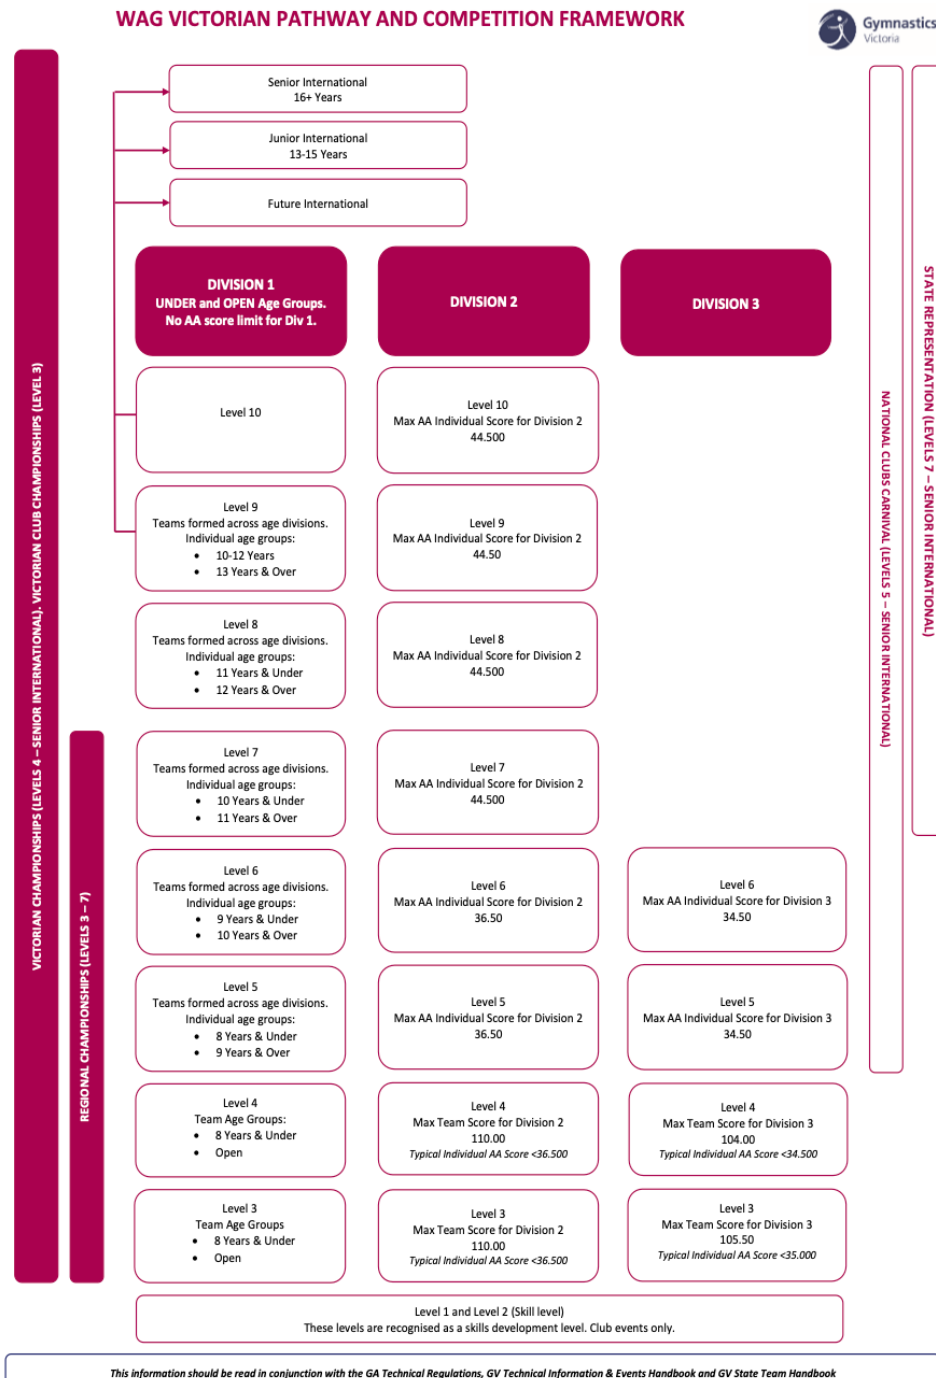 WAG VICTORIAN PATHWAY AND COMPETITION FRAMEWORK
Gymnastics
Victoria
Senior International
16+ Years
Junior International
13-15 Years
Future International
DIVISION 1
UNDER and OPEN Age Groups.
No AA score limit for Div 1.
DIVISION 2
DIVISION 3
Level 10
Level 10
Max AA Individual Score for Division 2
44.500
Level 9
Teams formed across age divisions.
Individual age groups:
• 10-12 Years
• 13 Years & Over
Level 9
Max AA Individual Score for Division 2
44.50
Level 8
Teams formed across age divisions.
Individual age groups:
• 11 Years & Under
• 12 Years & Over
Level 8
Max AA Individual Score for Division 2
44.500
Level 7
Teams formed across age divisions.
Individual age groups:
• 10 Years & Under
• 11 Years & Over
Level 7
Max AA Individual Score for Division 2
44.500
Level 6
Teams formed across age divisions.
Individual age groups:
• 9 Years & Under
• 10 Years & Over
Level 6
Max AA Individual Score for Division 2
36.50
Level 6
Max AA Individual Score for Division 3
34.50
Level 5
Teams formed across age divisions.
Individual age groups:
• 8 Years & Under
• 9 Years & Over
Level 5
Max AA Individual Score for Division 2
36.50
Level 5
Max AA Individual Score for Division 3
34.50
Level 4
Team Age Groups:
• 8 Years & Under
• Open
Level 4
Max Team Score for Division 2
110.00
Typical Individual AA Score <36.500
Level 4
Max Team Score for Division 3
104.00
Typical Individual AA Score <34.500
Level 3
Team Age Groups
• 8 Years & Under
• Open
Level 3
Max Team Score for Division 2
110.00
Typical Individual AA Score <36.500
Level 3
Max Team Score for Division 3
105.50
Typical Individual AA Score <35.000
Level 1 and Level 2 (Skill level)
These levels are recognised as a skills development level. Club events only.
VICTORIAN CHAMPIONSHIPS (LEVELS 4 – SENIOR INTERNATIONAL). VICTORIAN CLUB CHAMPIONSHIPS (LEVEL 3)
REGIONAL CHAMPIONSHIPS (LEVELS 3 – 7)
NATIONAL CLUBS CARNIVAL (LEVELS 5 – SENIOR INTERNATIONAL)
STATE REPRESENTATION (LEVELS 7 – SENIOR INTERNATIONAL)
This information should be read in conjunction with the GA Technical Regulations, GV Technical Information & Events Handbook and GV State Team Handbook